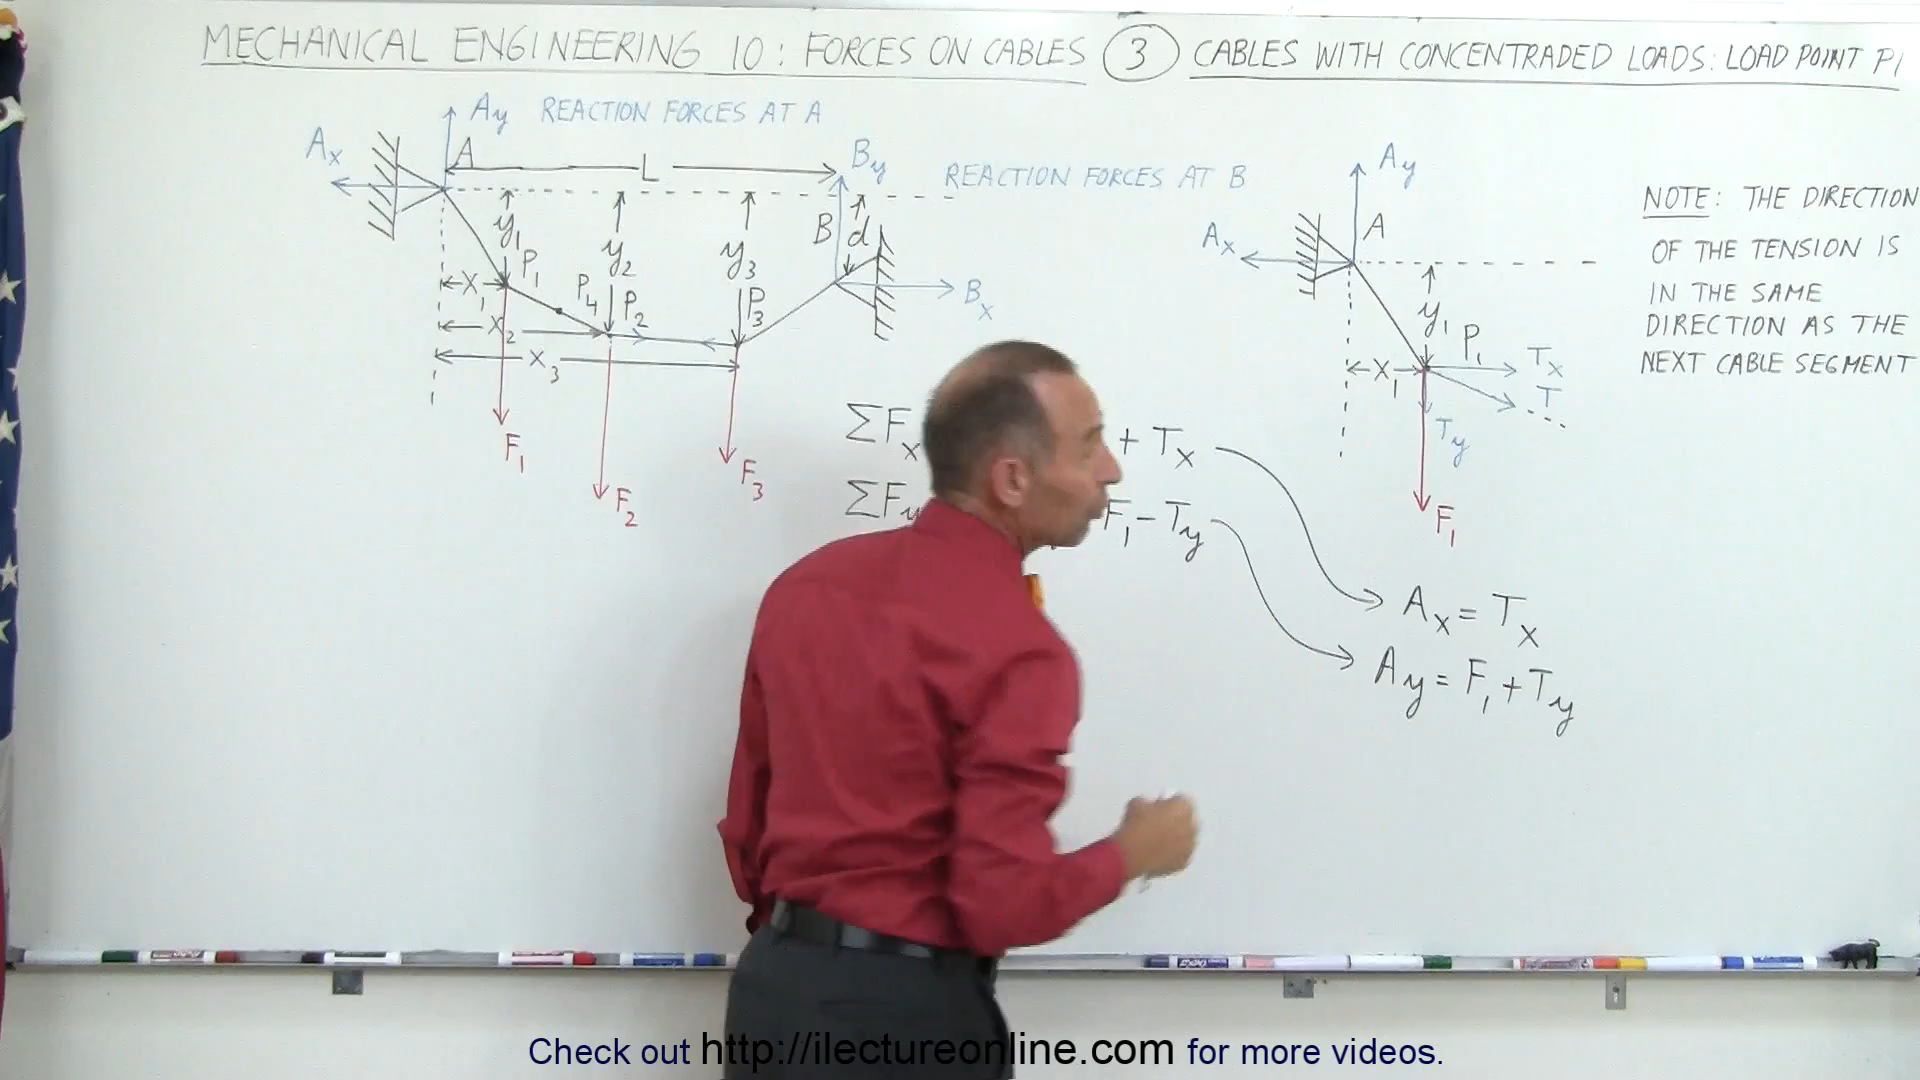 MECHANICAL ENGINEERING 10: FORCES ON CABLES 3 CABLES WITH CONCENTRADED LOADS: LOAD POINT P1
Ay REACTION FORCES AT A
Ax
A
L
By
REACTION FORCES AT B
y1
y2
y3
B
d
P1
x1
P4
P2
P3
Bx
x2
x3
F1
F2
F3
Ay
Ax
A
y1
P1
x1
Tx
T
Ty
F1
NOTE: THE DIRECTION
OF THE TENSION IS
IN THE SAME
DIRECTION AS THE
NEXT CABLE SEGMENT
ΣFx + Tx
ΣFy F1 - Ty
Ax = Tx
Ay = F1 + Ty
Check out http://ilectureonline.com for more videos.